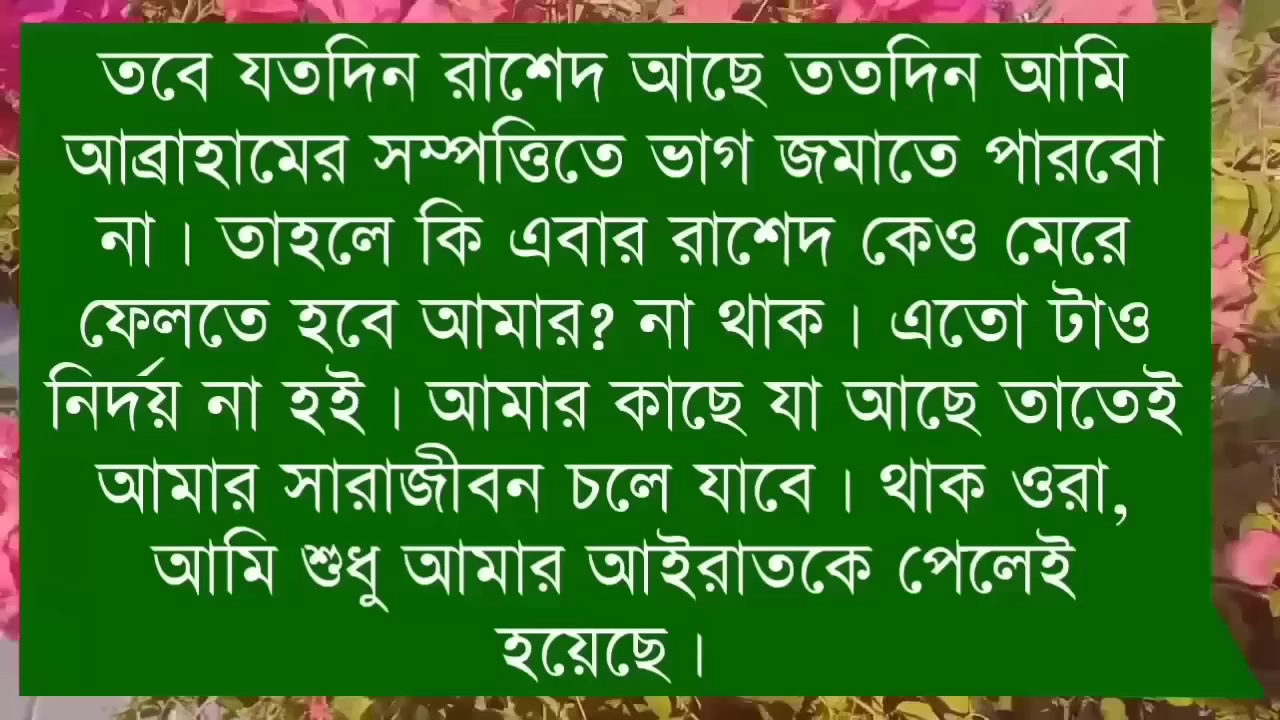 তবে যতদিন রাশেদ আছে ততদিন আমি
আব্রাহামের সম্পত্তিতে ভাগ জমাতে পারবো
না। তাহলে কি এবার রাশেদ কেও মেরে
ফেলতে হবে আমার? না থাক। এতো টাও
নির্দয় না হই। আমার কাছে যা আছে তাতেই
আমার সারাজীবন চলে যাবে। থাক ওরা,
আমি শুধু আমার আইরাতকে পেলেই
হয়েছে।